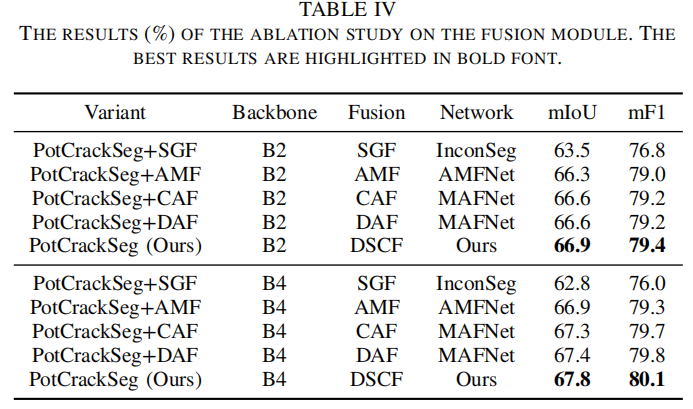 TABLE IV
THE RESULTS (%) OF THE ABLATION STUDY ON THE FUSION MODULE. THE
BEST RESULTS ARE HIGHLIGHTED IN BOLD FONT.
Variant Backbone Fusion Network mIoU mF1
PotCrackSeg+SGF B2 SGF InconSeg 63.5 76.8
PotCrackSeg+AMF B2 AMF AMFNet 66.3 79.0
PotCrackSeg+CAF B2 CAF MAFNet 66.6 79.2
PotCrackSeg+DAF B2 DAF MAFNet 66.6 79.2
PotCrackSeg (Ours) B2 DSCF Ours 66.9 79.4
PotCrackSeg+SGF B4 SGF InconSeg 62.8 76.0
PotCrackSeg+AMF B4 AMF AMFNet 66.9 79.3
PotCrackSeg+CAF B4 CAF MAFNet 67.3 79.7
PotCrackSeg+DAF B4 DAF MAFNet 67.4 79.8
PotCrackSeg (Ours) B4 DSCF Ours 67.8 80.1